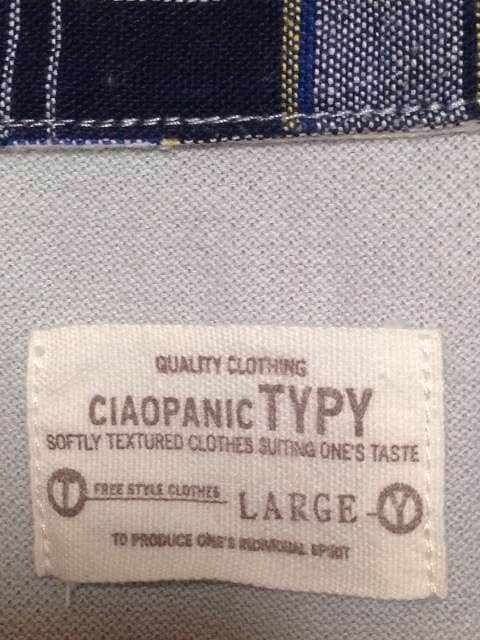 QUALITY CLOTHING
CIAOPANIC TYPY
SOFTLY TEXTURED CLOTHES SUITING ONE'S TASTE
T FREE STYLE CLOTHES LARGE - Y
TO PRODUCE ONE'S INDIVIDUAL SPIRIT